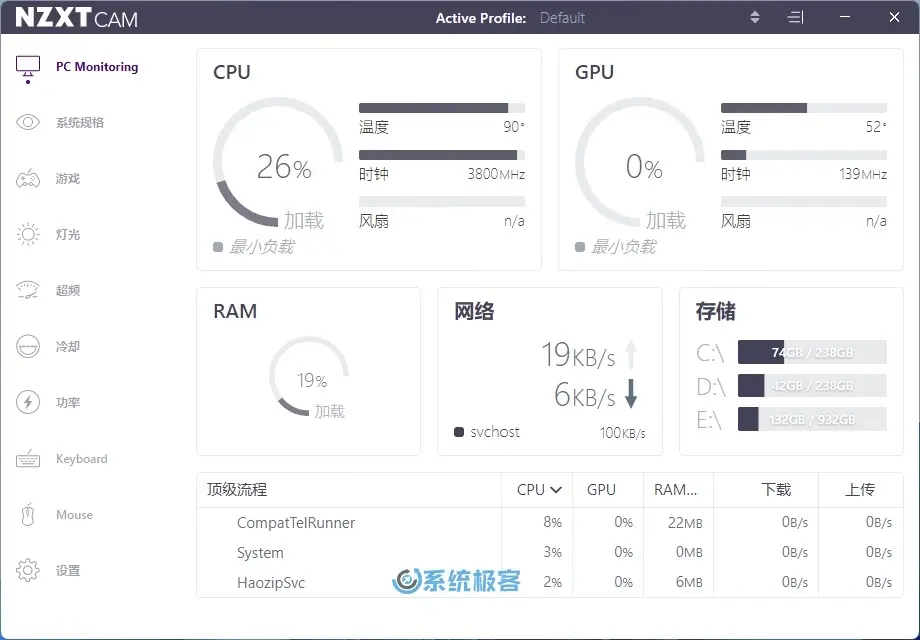 NZXT CAM
Active Profile: Default
PC Monitoring
系统规格
游戏
灯光
超频
冷却
功率
Keyboard
Mouse
设置
CPU
26%
加载
最小负载
温度 90°
时钟 3800MHz
风扇 n/a
GPU
0%
加载
最小负载
温度 52°
时钟 139MHz
风扇 n/a
RAM
19%
加载
网络
19KB/s
6KB/s
svchost 100KB/s
存储
C:\ 74GB / 238GB
D:\ 42GB / 238GB
E:\ 132GB / 932GB
顶级流程 CPU GPU RAM... 下载 上传
CompatTelRunner 8% 0% 22MB 0B/s 0B/s
System 3% 0% 0MB 0B/s 0B/s
HaozipSvc 2% 0% 6MB 0B/s 0B/s
系统极客